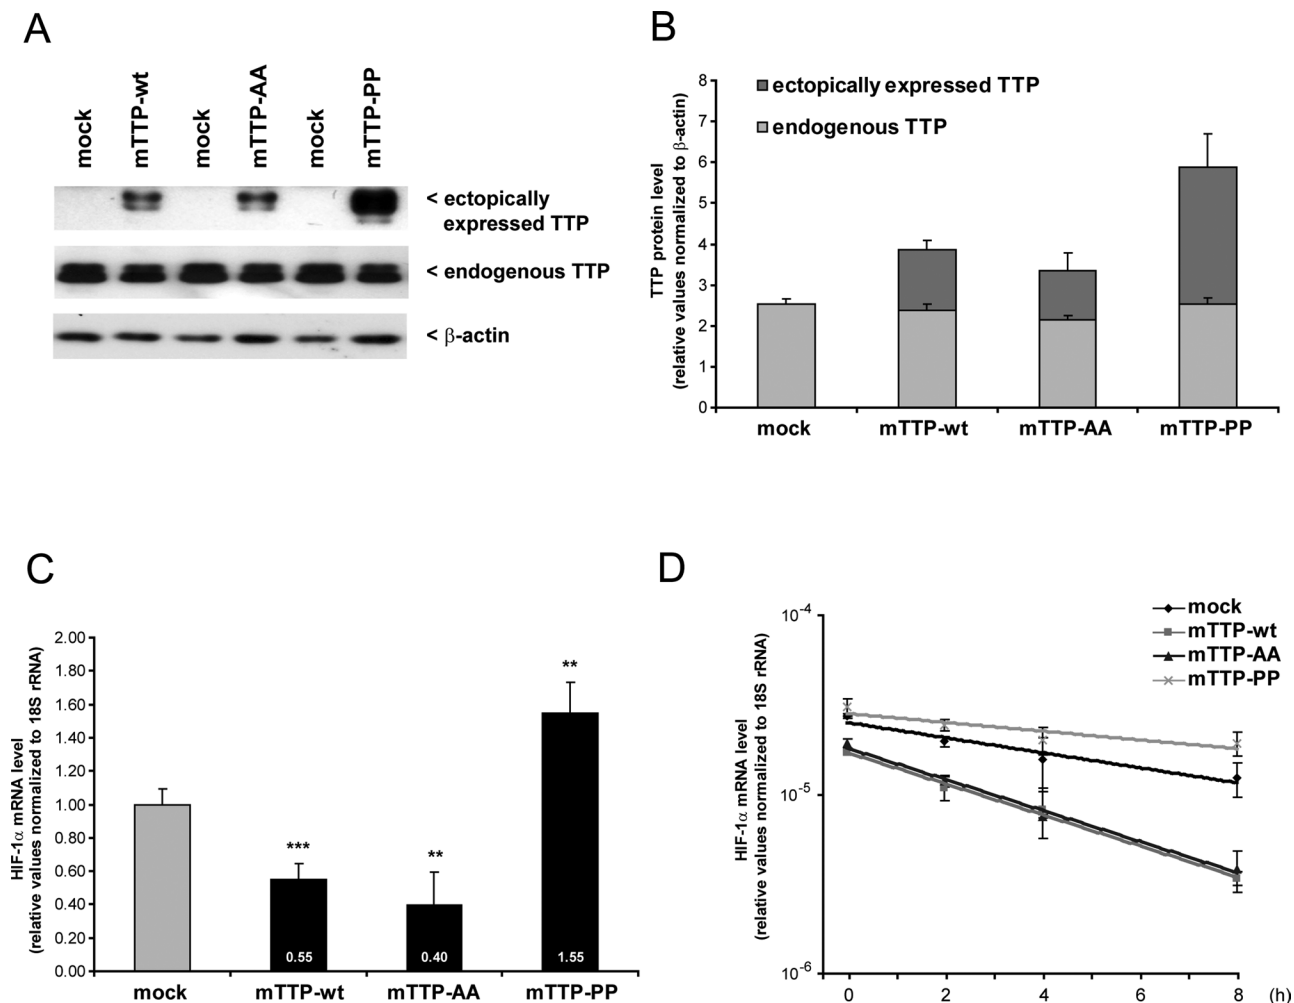 A
mock
mTTP-wt
mock
mTTP-AA
mock
mTTP-PP
< ectopically
expressed TTP
< endogenous TTP
< β-actin
B
TTP protein level
(relative values normalized to β-actin)
8
7
6
5
4
3
2
1
0
ectopically expressed TTP
endogenous TTP
mock
mTTP-wt
mTTP-AA
mTTP-PP
C
HIF-1α mRNA level
(relative values normalized to 18S rRNA)
2.00
1.80
1.60
1.40
1.20
1.00
0.80
0.60
0.40
0.20
0.00
***
**
**
0.55
0.40
1.55
mock
mTTP-wt
mTTP-AA
mTTP-PP
D
HIF-1α mRNA level
(relative values normalized to 18S rRNA)
10-4
10-5
10-6
mock
mTTP-wt
mTTP-AA
mTTP-PP
0 2 4 6 8 (h)